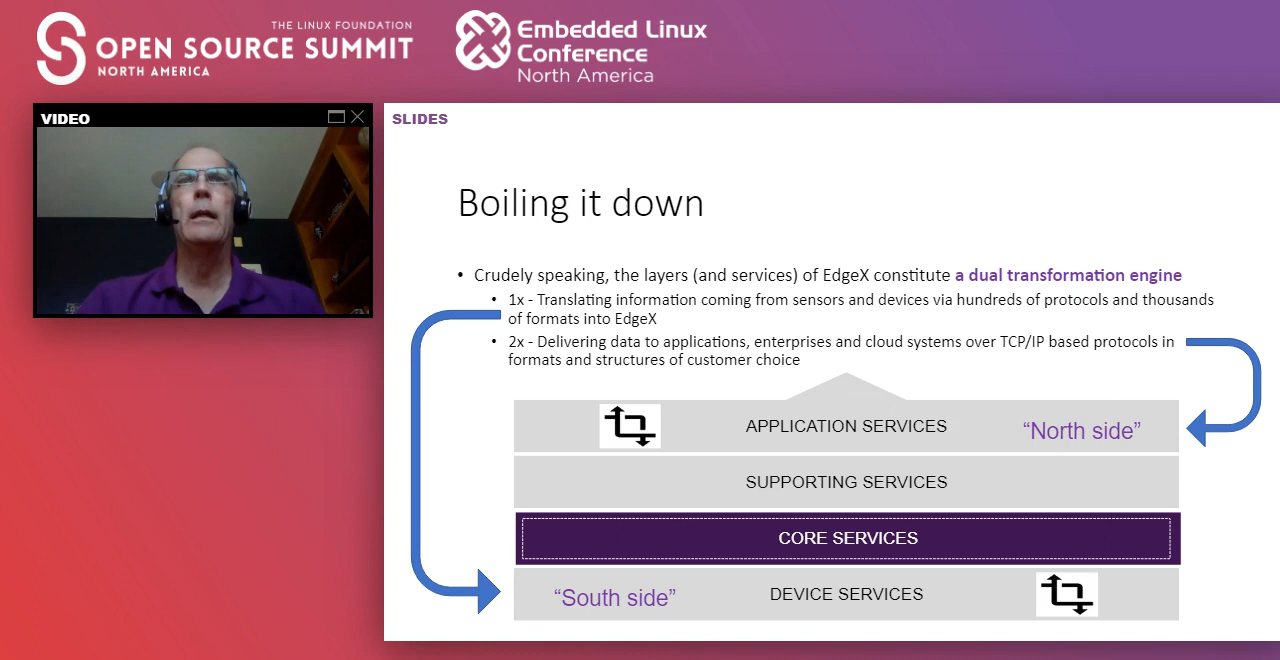 THE LINUX FOUNDATION
OPEN SOURCE SUMMIT
NORTH AMERICA
Embedded Linux
Conference
North America
VIDEO
SLIDES
Boiling it down
• Crudely speaking, the layers (and services) of EdgeX constitute a dual transformation engine
• 1x - Translating information coming from sensors and devices via hundreds of protocols and thousands
of formats into EdgeX
• 2x - Delivering data to applications, enterprises and cloud systems over TCP/IP based protocols in
formats and structures of customer choice
APPLICATION SERVICES
“North side”
SUPPORTING SERVICES
CORE SERVICES
“South side”
DEVICE SERVICES